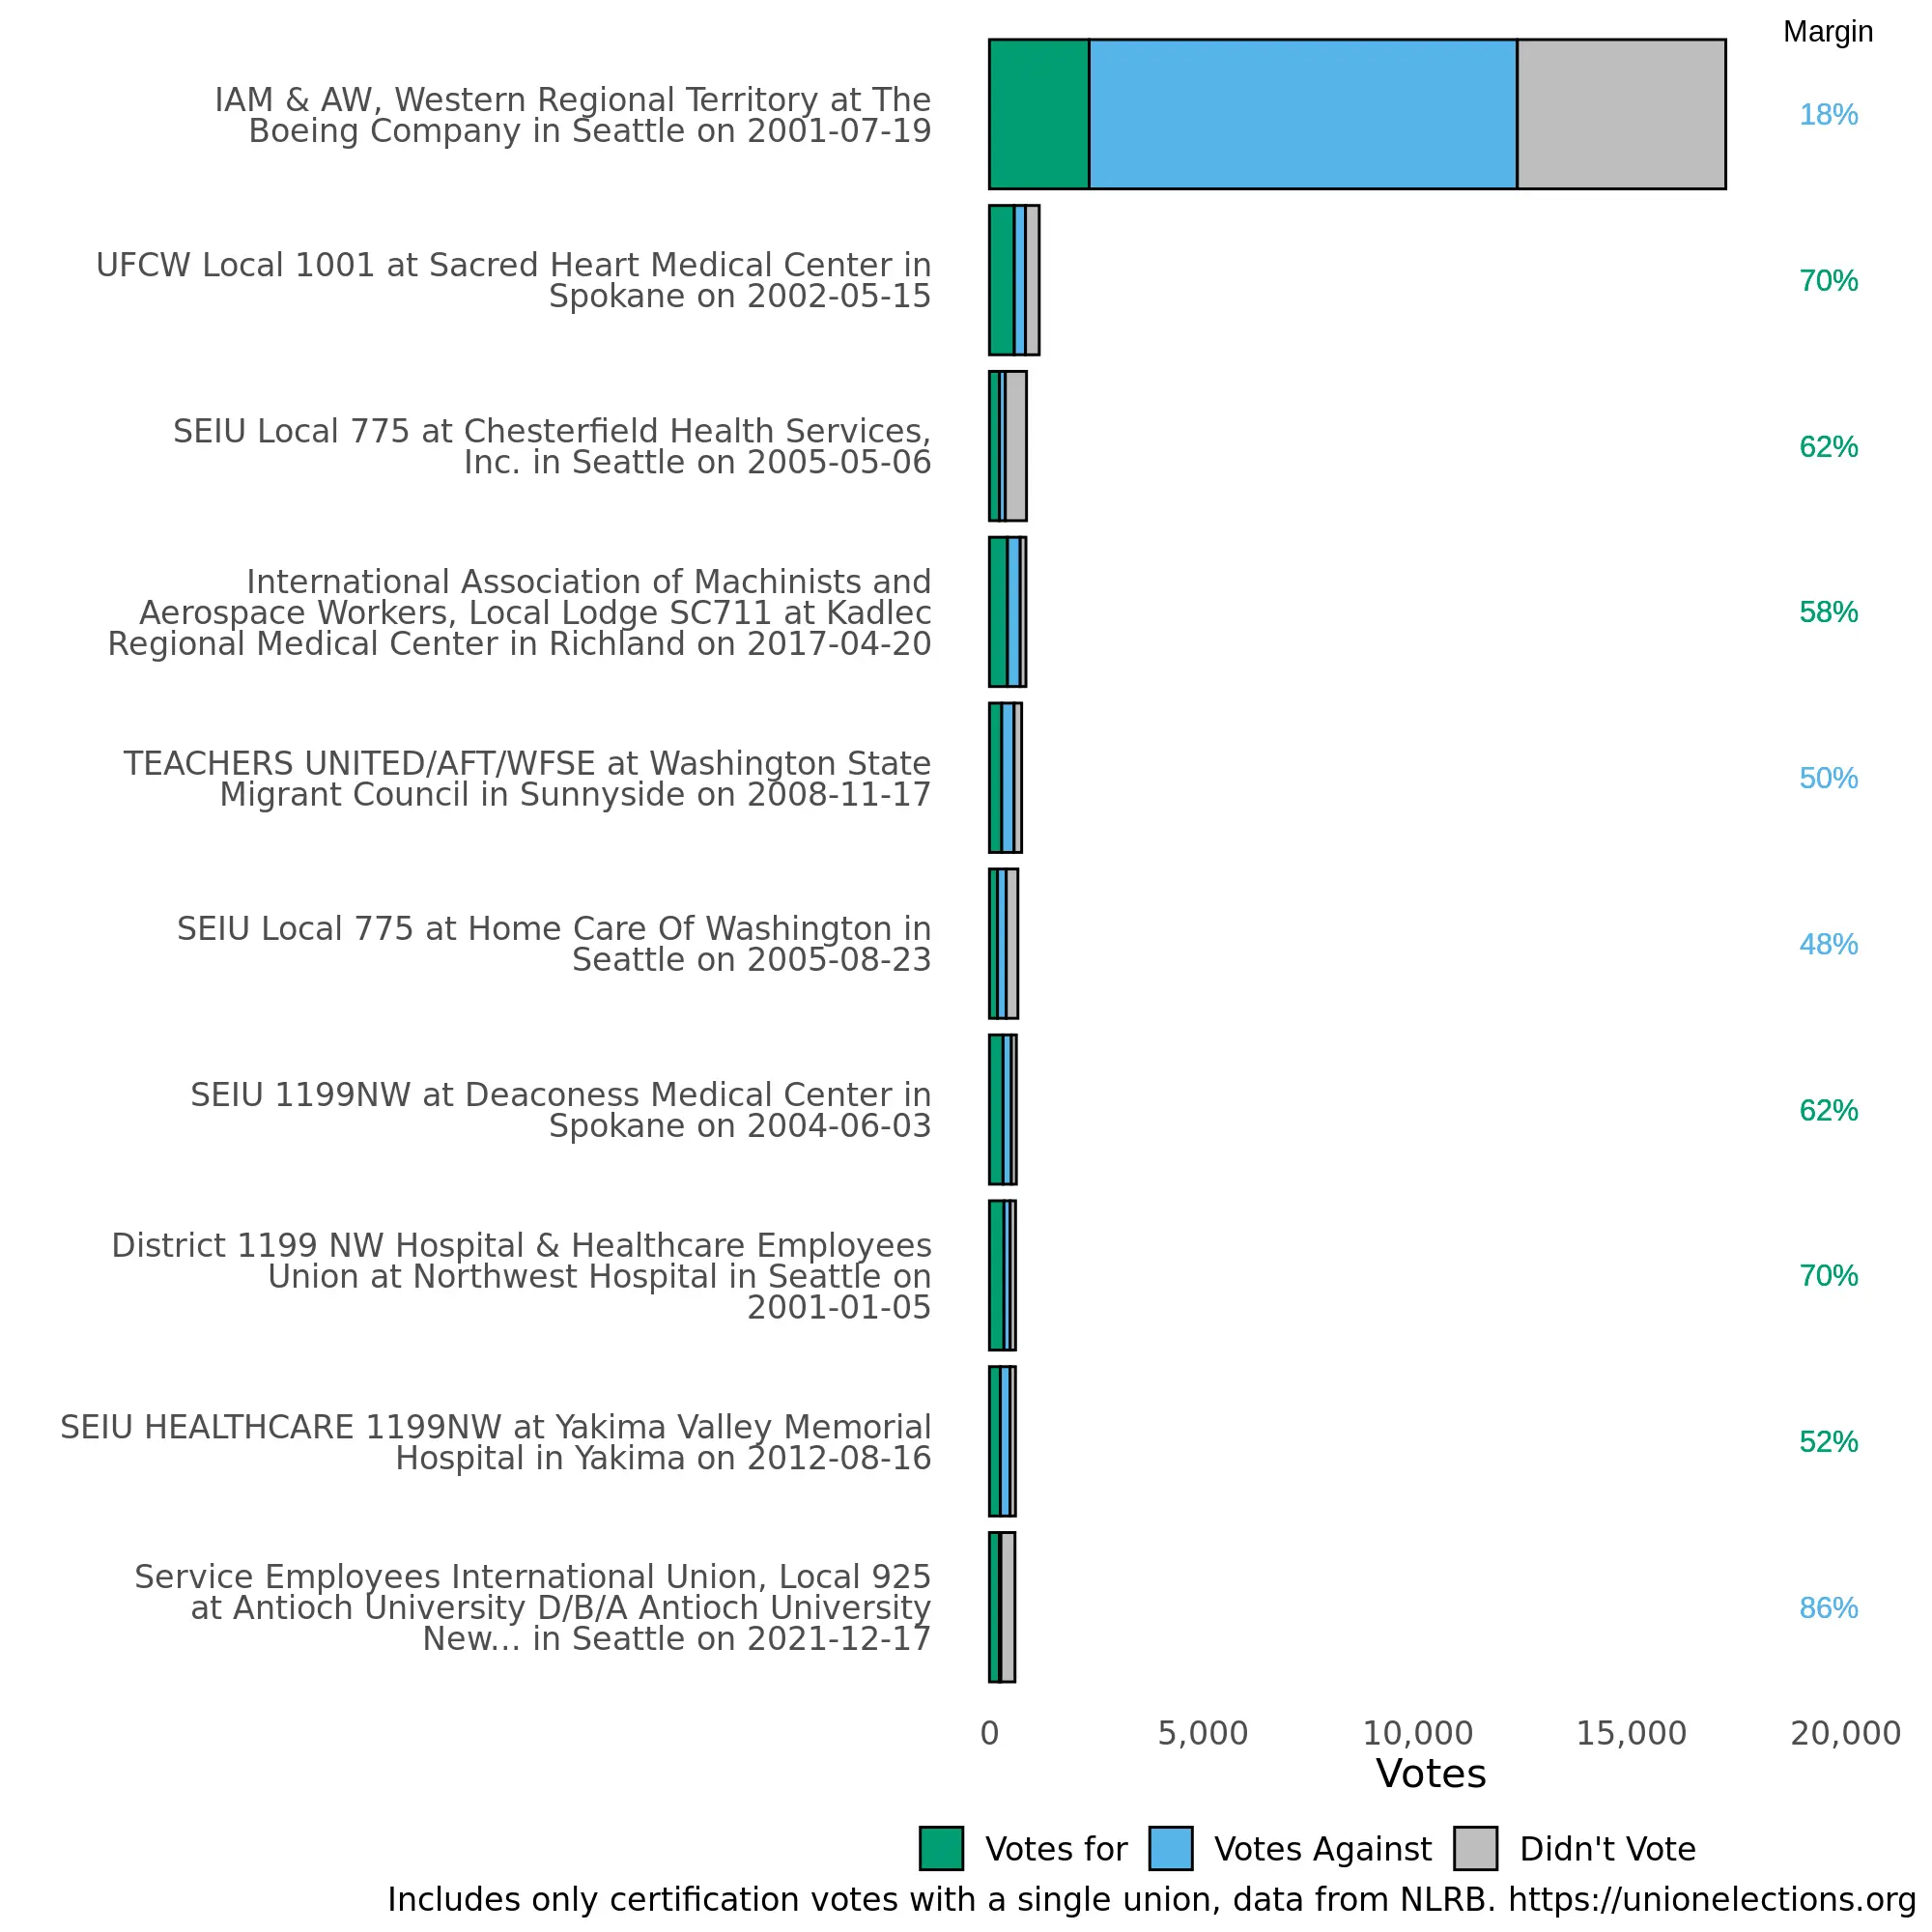 Margin
IAM & AW, Western Regional Territory at The
Boeing Company in Seattle on 2001-07-19
18%
UFCW Local 1001 at Sacred Heart Medical Center in
Spokane on 2002-05-15
70%
SEIU Local 775 at Chesterfield Health Services,
Inc. in Seattle on 2005-05-06
62%
International Association of Machinists and
Aerospace Workers, Local Lodge SC711 at Kadlec
Regional Medical Center in Richland on 2017-04-20
58%
TEACHERS UNITED/AFT/WFSE at Washington State
Migrant Council in Sunnyside on 2008-11-17
50%
SEIU Local 775 at Home Care Of Washington in
Seattle on 2005-08-23
48%
SEIU 1199NW at Deaconess Medical Center in
Spokane on 2004-06-03
62%
District 1199 NW Hospital & Healthcare Employees
Union at Northwest Hospital in Seattle on
2001-01-05
70%
SEIU HEALTHCARE 1199NW at Yakima Valley Memorial
Hospital in Yakima on 2012-08-16
52%
Service Employees International Union, Local 925
at Antioch University D/B/A Antioch University
New... in Seattle on 2021-12-17
86%
0 5,000 10,000 15,000 20,000
Votes
Votes for Votes Against Didn't Vote
Includes only certification votes with a single union, data from NLRB. https://unionelections.org